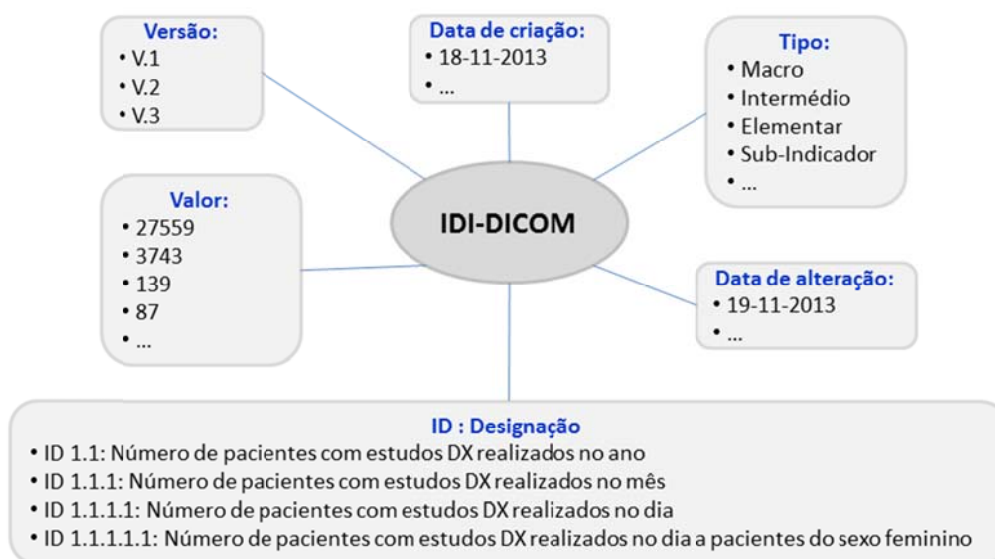 Versão:
• V.1
• V.2
• V.3
Data de criação:
• 18-11-2013
• ...
Tipo:
• Macro
• Intermédio
• Elementar
• Sub-Indicador
• ...
Valor:
• 27559
• 3743
• 139
• 87
• ...
IDI-DICOM
Data de alteração:
• 19-11-2013
• ...
ID : Designação
• ID 1.1: Número de pacientes com estudos DX realizados no ano
• ID 1.1.1: Número de pacientes com estudos DX realizados no mês
• ID 1.1.1.1: Número de pacientes com estudos DX realizados no dia
• ID 1.1.1.1.1: Número de pacientes com estudos DX realizados no dia a pacientes do sexo feminino